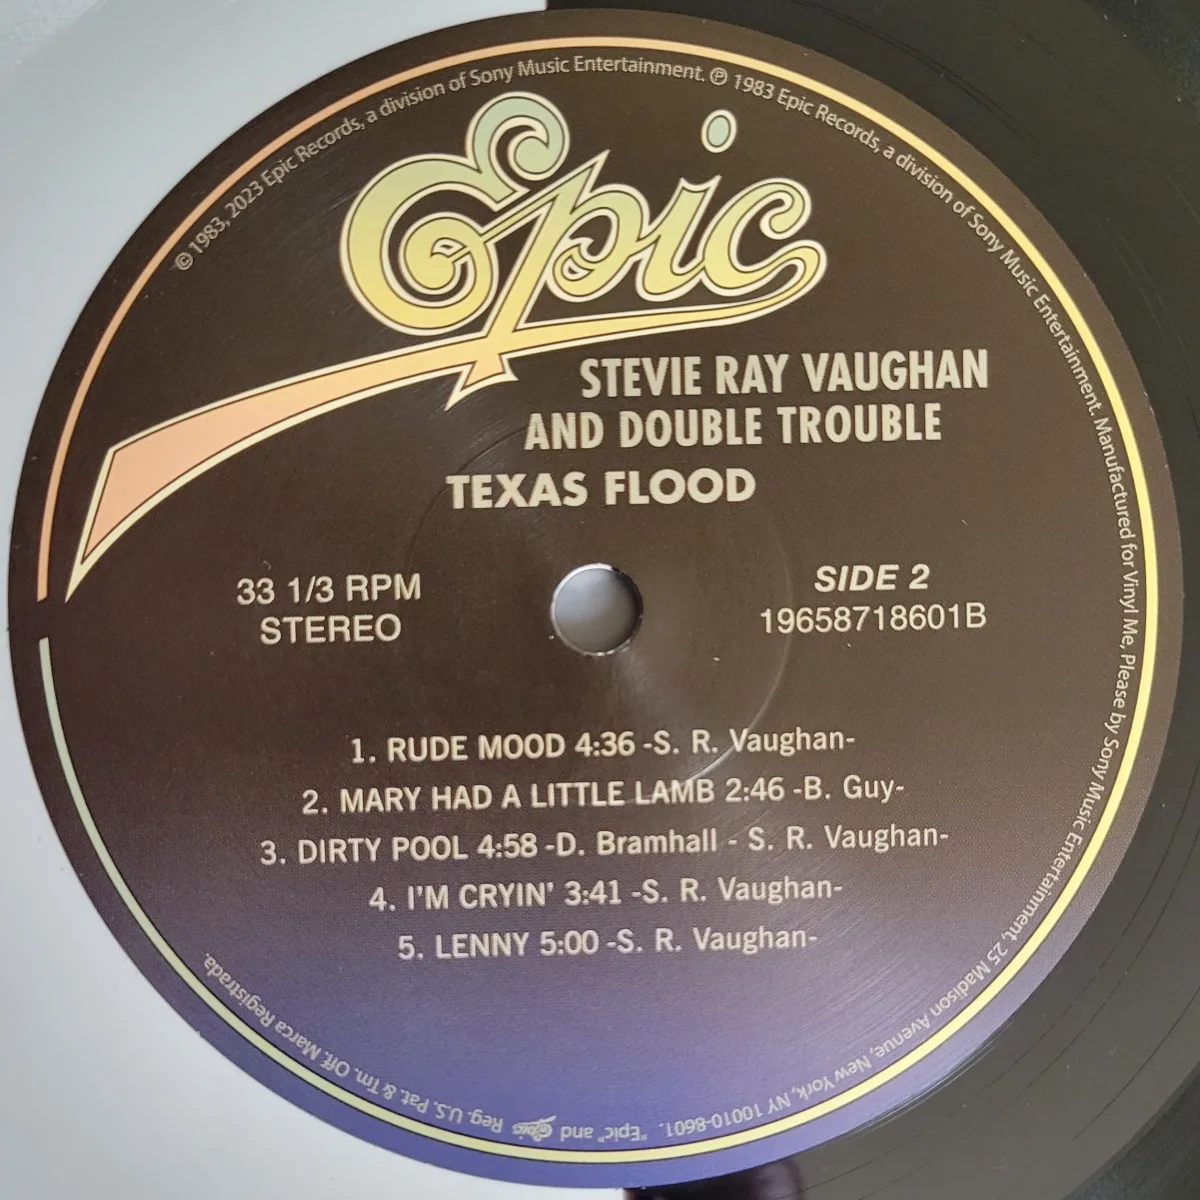 © 1983, 2023 Epic Records, a division of Sony Music Entertainment. ℗ 1983 Epic Records, a division of Sony Music Entertainment. Manufactured for Vinyl Me, Please by Sony Music Entertainment, 25 Madison Avenue, New York, NY 10010-8601. "Epic" and Epic Reg. U.S. Pat. & Tm. Off. Marca Registrada.
Epic
STEVIE RAY VAUGHAN
AND DOUBLE TROUBLE
TEXAS FLOOD
33 1/3 RPM
STEREO
SIDE 2
19658718601B
1. RUDE MOOD 4:36 -S. R. Vaughan-
2. MARY HAD A LITTLE LAMB 2:46 -B. Guy-
3. DIRTY POOL 4:58 -D. Bramhall - S. R. Vaughan-
4. I'M CRYIN' 3:41 -S. R. Vaughan-
5. LENNY 5:00 -S. R. Vaughan-